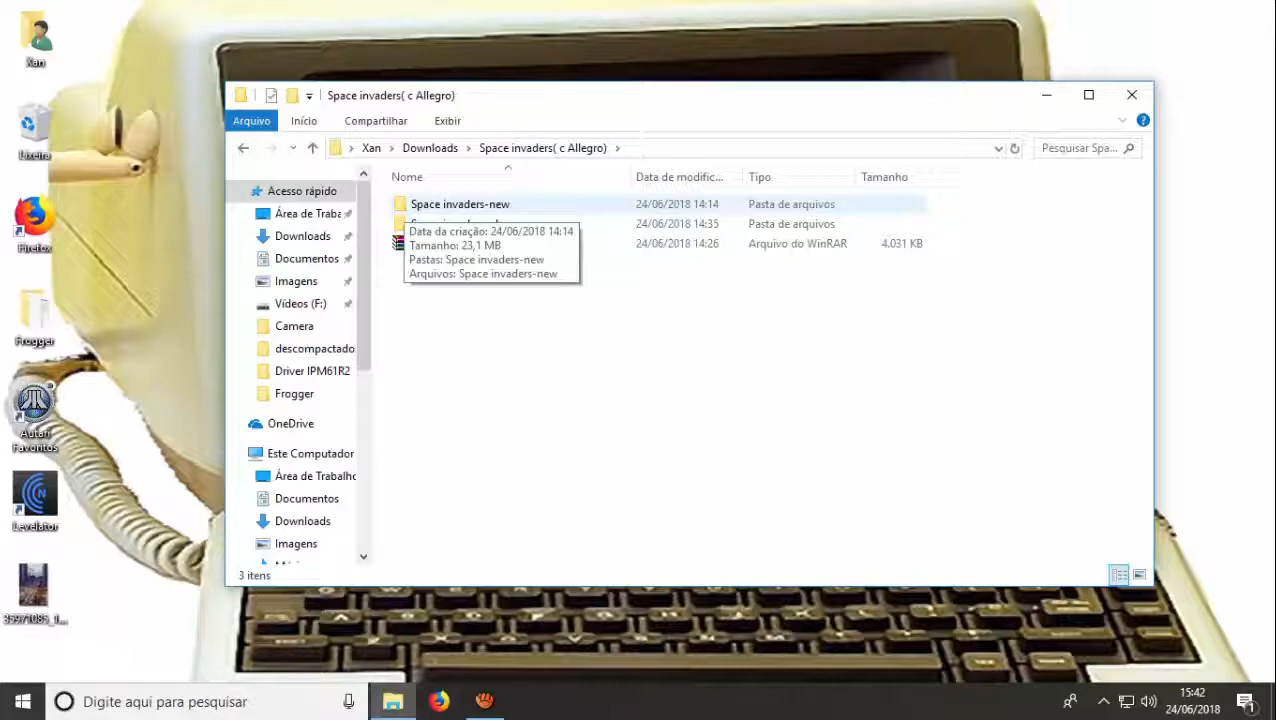 Space invaders( c Allegro)
Arquivo
Início
Compartilhar
Exibir
Xan
Downloads
Space invaders( c Allegro)
Pesquisar Spa...
Nome
Data de modific...
Tipo
Tamanho
Space invaders-new
24/06/2018 14:14
Pasta de arquivos
24/06/2018 14:35
Pasta de arquivos
24/06/2018 14:26
Arquivo do WinRAR
4.031 KB
Data da criação: 24/06/2018 14:14
Tamanho: 23,1 MB
Pastas: Space invaders-new
Arquivos: Space invaders-new
Acesso rápido
Área de Traba
Downloads
Documentos
Imagens
Vídeos (F:)
Camera
descompactado
Driver IPM61R2
Frogger
OneDrive
Este Computador
Área de Trabalho
Documentos
Downloads
Imagens
3 itens
Xan
Lixeira
Firefox
Frogger
Atari
Favoritos
Levelator
35971085_1...
Digite aqui para pesquisar
15:42
24/06/2018
1